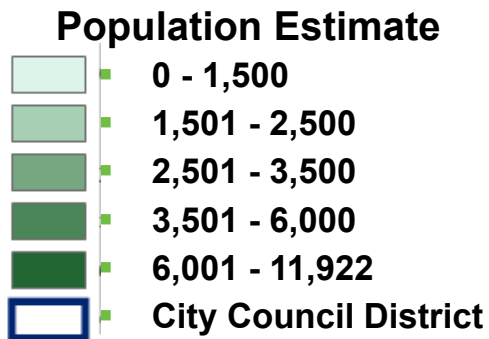 Population Estimate
0 - 1,500
1,501 - 2,500
2,501 - 3,500
3,501 - 6,000
6,001 - 11,922
City Council District